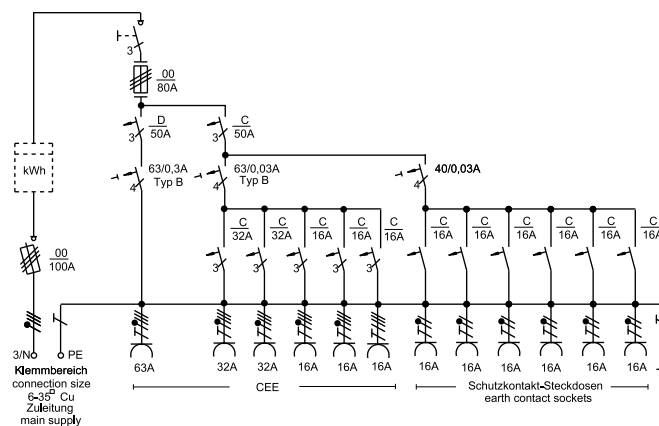 3
00
80A
D
50A
3
C
50A
3
63/0,3A
Typ B
4
63/0,03A
Typ B
4
40/0,03A
4
kWh
00
100A
C
32A
C
32A
C
16A
C
16A
C
16A
C
16A
C
16A
C
16A
C
16A
C
16A
C
16A
3
3
3
3
3
3/N
PE
63A
32A
32A
16A
16A
16A
16A
16A
16A
16A
16A
16A
Klemmbereich
connection size
6-35□ Cu
Zuleitung
main supply
CEE
Schutzkontakt-Steckdosen
earth contact sockets